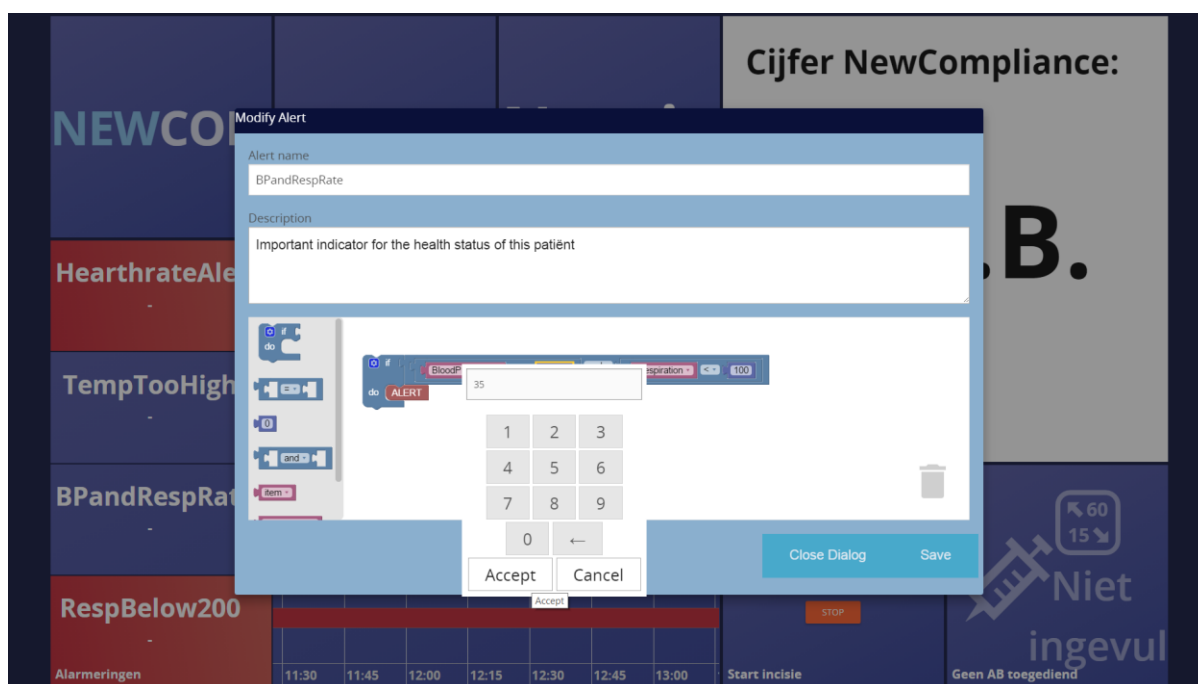 Cijfer NewCompliance:
NEWCO
Modify Alert
Alert name
BPandRespRate
Description
Important indicator for the health status of this patiënt
.B.
HearthrateAle
-
if
do
=
0
and
item
if BloodP espiration < 100
do ALERT
35
1 2 3
4 5 6
7 8 9
0 ←
Accept Cancel
Accept
Close Dialog Save
TempTooHigh
-
BPandRespRat
-
60
15
Niet
ingevul
RespBelow200
-
STOP
Alarmeringen
11:30 11:45 12:00 12:15 12:30 12:45 13:00
Start incisie
Geen AB toegediend